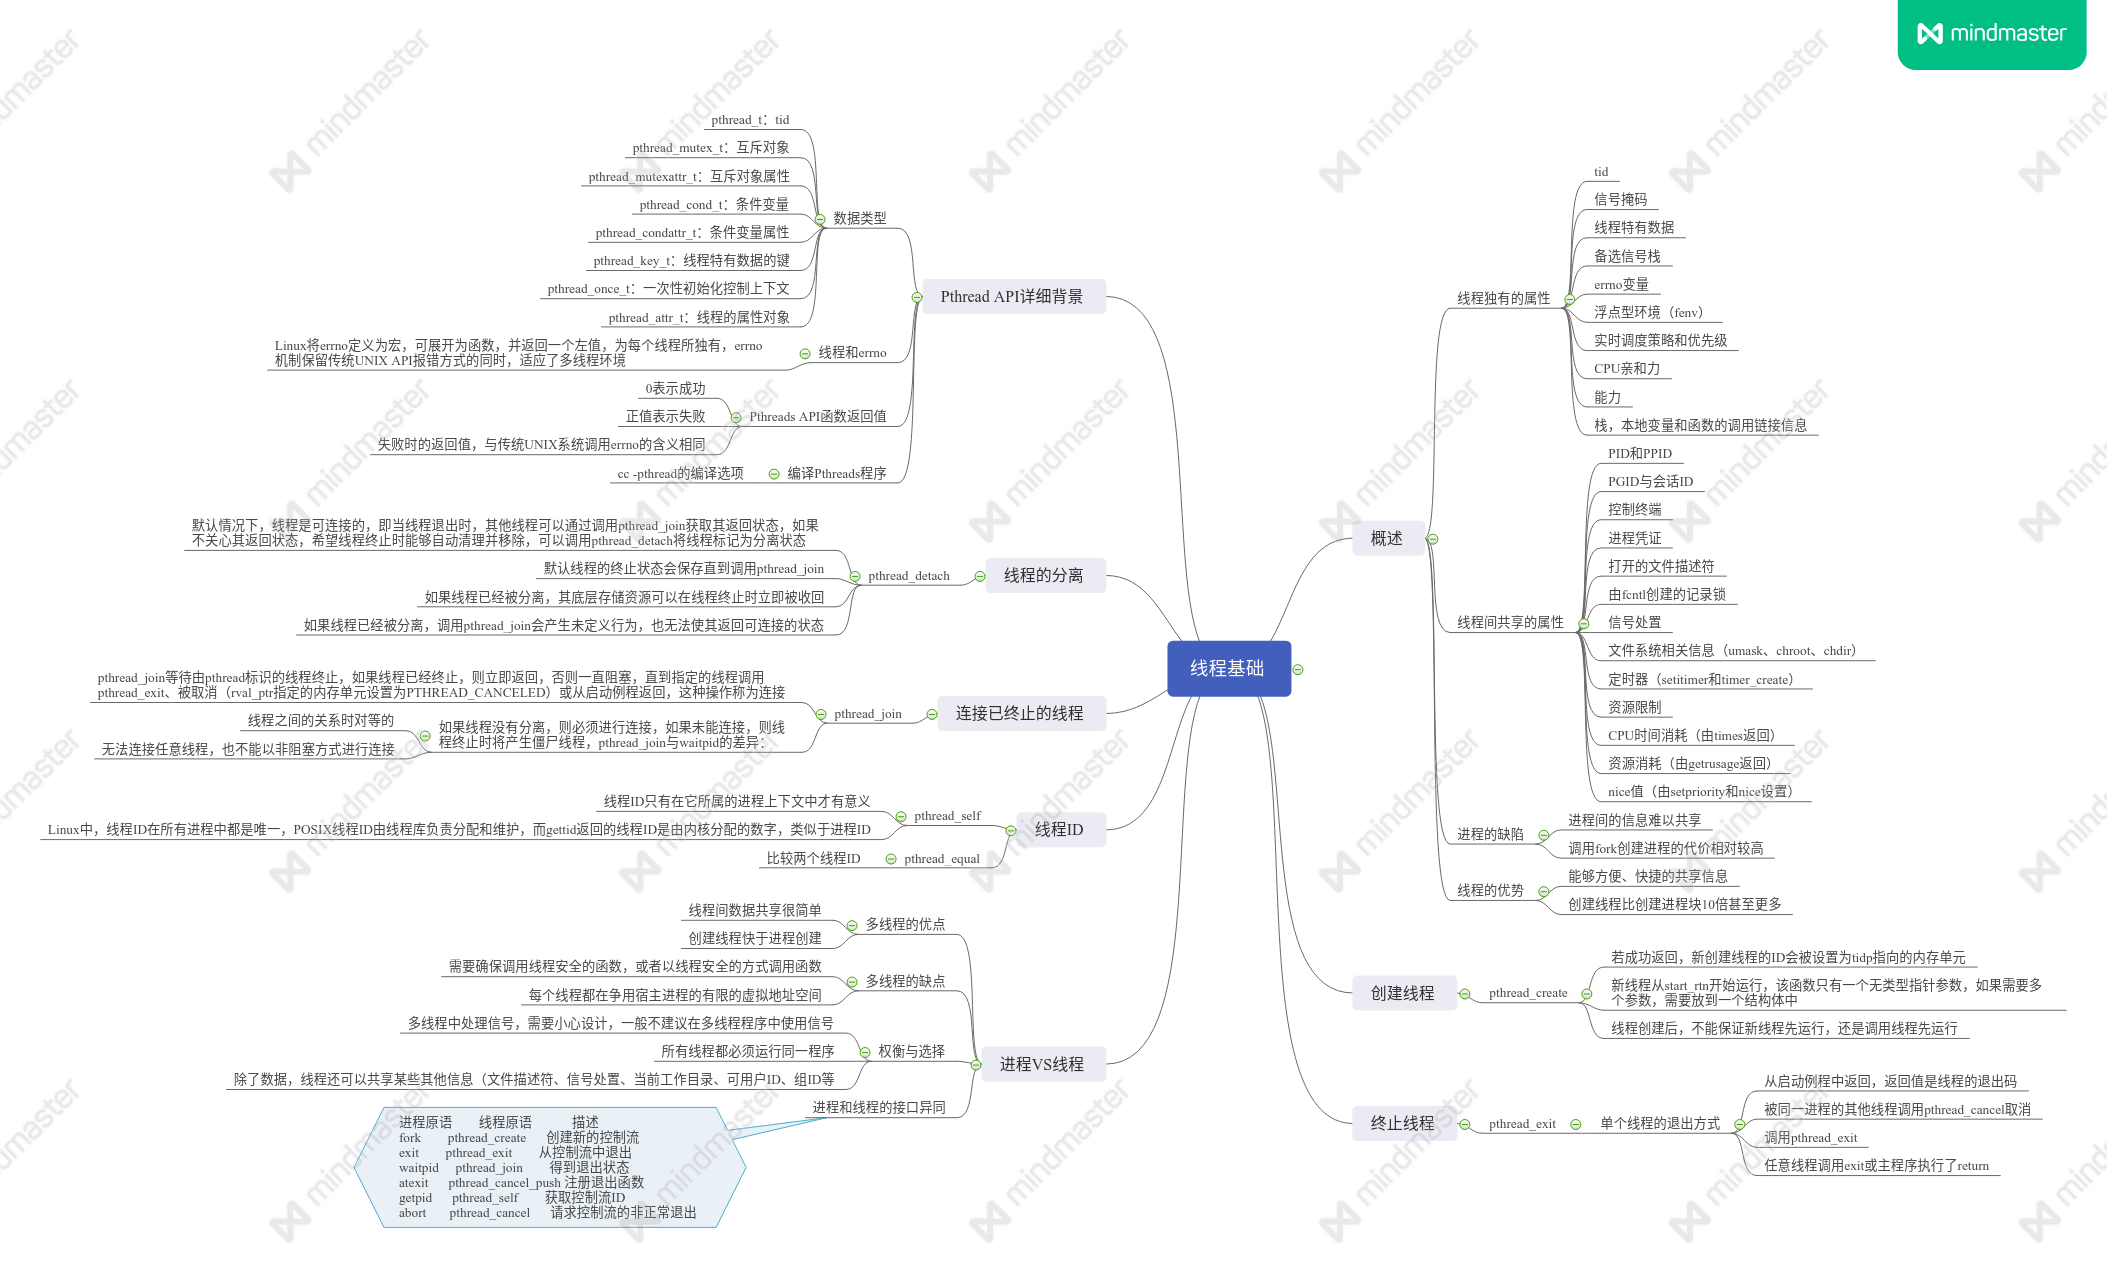 mindmaster
线程基础
Pthread API详细背景
数据类型
pthread_t：tid
pthread_mutex_t：互斥对象
pthread_mutexattr_t：互斥对象属性
pthread_cond_t：条件变量
pthread_condattr_t：条件变量属性
pthread_key_t：线程特有数据的键
pthread_once_t：一次性初始化控制上下文
pthread_attr_t：线程的属性对象
线程和errno
Linux将errno定义为宏，可展开为函数，并返回一个左值，为每个线程所独有，errno
机制保留传统UNIX API报错方式的同时，适应了多线程环境
Pthreads API函数返回值
0表示成功
正值表示失败
失败时的返回值，与传统UNIX系统调用errno的含义相同
编译Pthreads程序
cc -pthread的编译选项
线程的分离
pthread_detach
默认情况下，线程是可连接的，即当线程退出时，其他线程可以通过调用pthread_join获取其返回状态，如果
不关心其返回状态，希望线程终止时能够自动清理并移除，可以调用pthread_detach将线程标记为分离状态
默认线程的终止状态会保存直到调用pthread_join
如果线程已经被分离，其底层存储资源可以在线程终止时立即被收回
如果线程已经被分离，调用pthread_join会产生未定义行为，也无法使其返回可连接的状态
连接已终止的线程
pthread_join
pthread_join等待由pthread标识的线程终止，如果线程已经终止，则立即返回，否则一直阻塞，直到指定的线程调用
pthread_exit、被取消（rval_ptr指定的内存单元设置为PTHREAD_CANCELED）或从启动例程返回，这种操作称为连接
如果线程没有分离，则必须进行连接，如果未能连接，则线
程终止时将产生僵尸线程，pthread_join与waitpid的差异：
线程之间的关系时对等的
无法连接任意线程，也不能以非阻塞方式进行连接
线程ID
pthread_self
线程ID只有在它所属的进程上下文中才有意义
Linux中，线程ID在所有进程中都是唯一，POSIX线程ID由线程库负责分配和维护，而gettid返回的线程ID是由内核分配的数字，类似于进程ID
pthread_equal
比较两个线程ID
进程VS线程
多线程的优点
线程间数据共享很简单
创建线程快于进程创建
多线程的缺点
需要确保调用线程安全的函数，或者以线程安全的方式调用函数
每个线程都在争用宿主进程的有限的虚拟地址空间
权衡与选择
多线程中处理信号，需要小心设计，一般不建议在多线程程序中使用信号
所有线程都必须运行同一程序
除了数据，线程还可以共享某些其他信息（文件描述符、信号处置、当前工作目录、可用户ID、组ID等
进程和线程的接口异同
进程原语 线程原语 描述
fork pthread_create 创建新的控制流
exit pthread_exit 从控制流中退出
waitpid pthread_join 得到退出状态
atexit pthread_cancel_push 注册退出函数
getpid pthread_self 获取控制流ID
abort pthread_cancel 请求控制流的非正常退出
概述
线程独有的属性
tid
信号掩码
线程特有数据
备选信号栈
errno变量
浮点型环境（fenv）
实时调度策略和优先级
CPU亲和力
能力
栈，本地变量和函数的调用链接信息
线程间共享的属性
PID和PPID
PGID与会话ID
控制终端
进程凭证
打开的文件描述符
由fcntl创建的记录锁
信号处置
文件系统相关信息（umask、chroot、chdir）
定时器（setitimer和timer_create）
资源限制
CPU时间消耗（由times返回）
资源消耗（由getrusage返回）
nice值（由setpriority和nice设置）
进程的缺陷
进程间的信息难以共享
调用fork创建进程的代价相对较高
线程的优势
能够方便、快捷的共享信息
创建线程比创建进程块10倍甚至更多
创建线程
pthread_create
若成功返回，新创建线程的ID会被设置为tidp指向的内存单元
新线程从start_rtn开始运行，该函数只有一个无类型指针参数，如果需要多
个参数，需要放到一个结构体中
线程创建后，不能保证新线程先运行，还是调用线程先运行
终止线程
pthread_exit
单个线程的退出方式
从启动例程中返回，返回值是线程的退出码
被同一进程的其他线程调用pthread_cancel取消
调用pthread_exit
任意线程调用exit或主程序执行了return